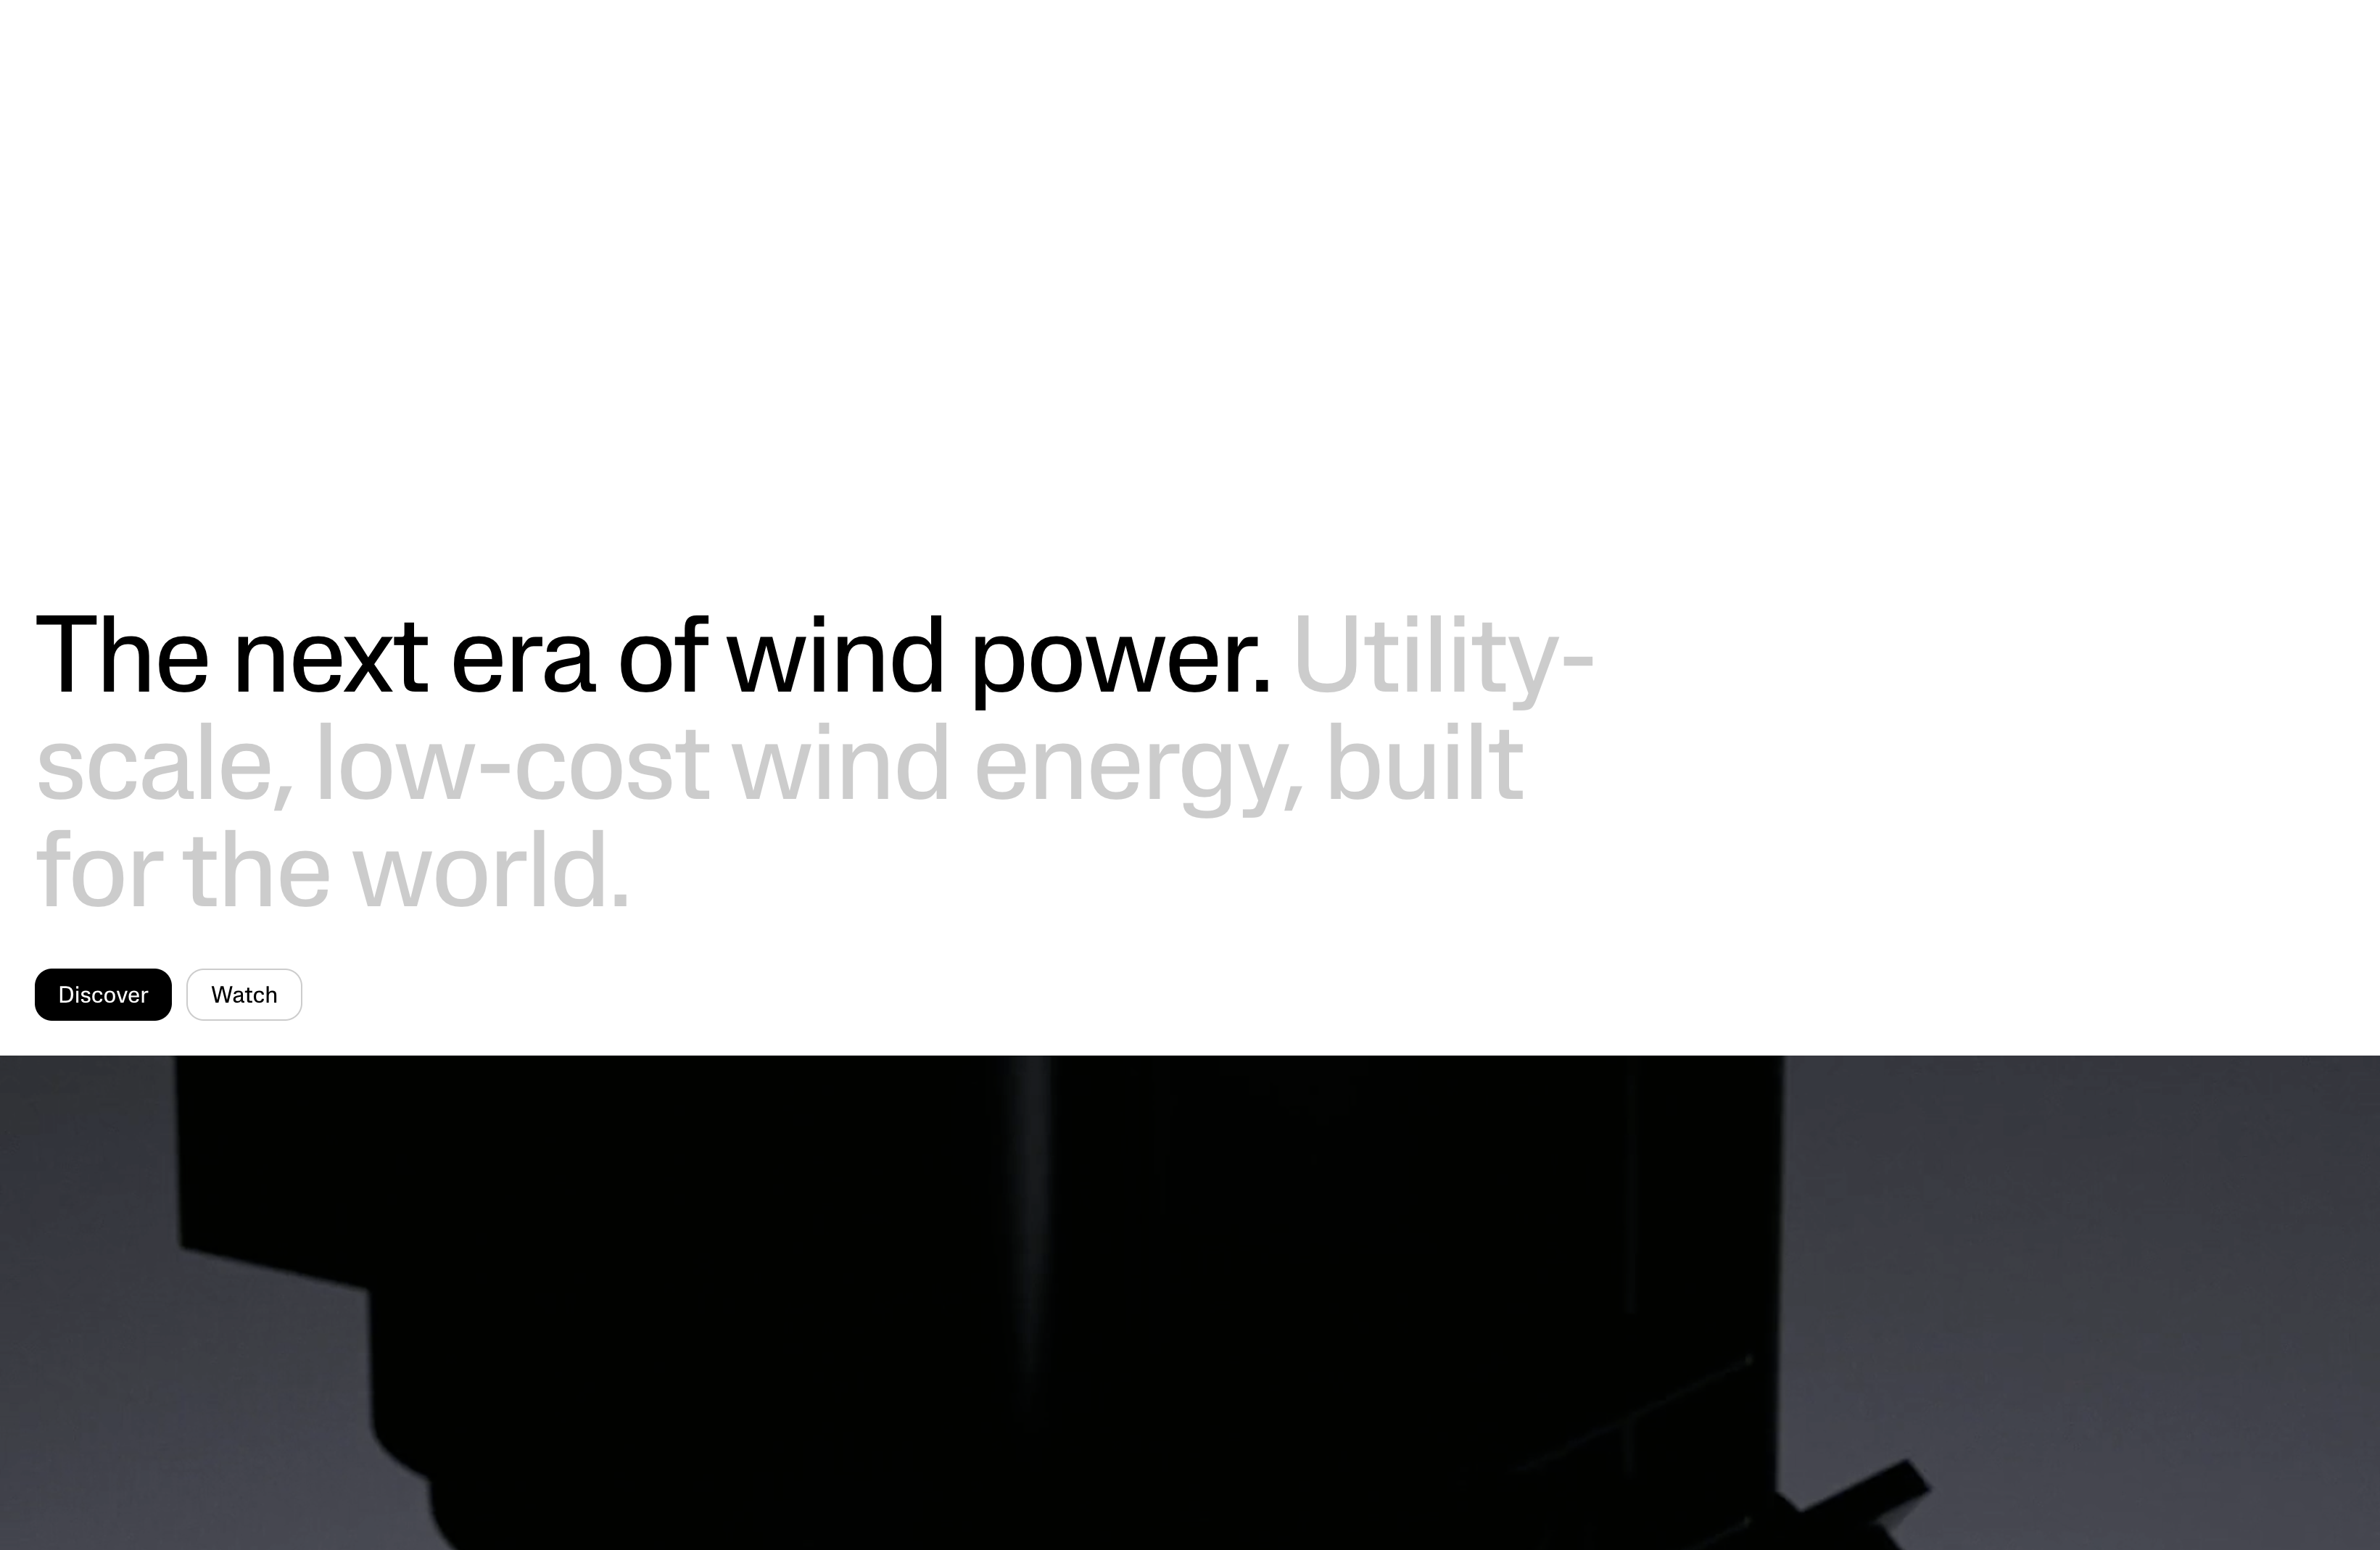 The next era of wind power. Utility-
scale, low-cost wind energy, built
for the world.
Discover
Watch